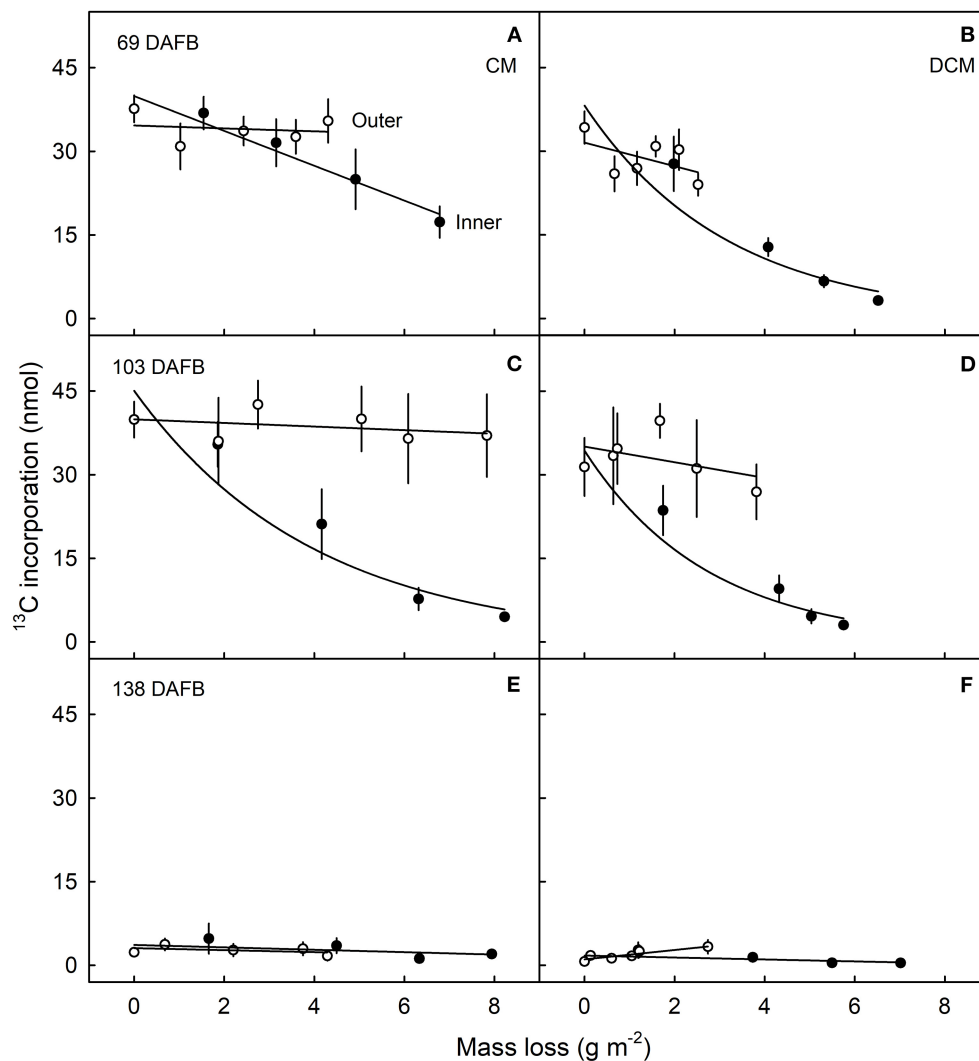 69 DAFB
A
CM
Outer
Inner
45
30
15
0
B
DCM
103 DAFB
C
45
30
15
0
D
138 DAFB
E
45
30
15
0
F
0 2 4 6 8
0 2 4 6 8
¹³C incorporation (nmol)
Mass loss (g m⁻²)